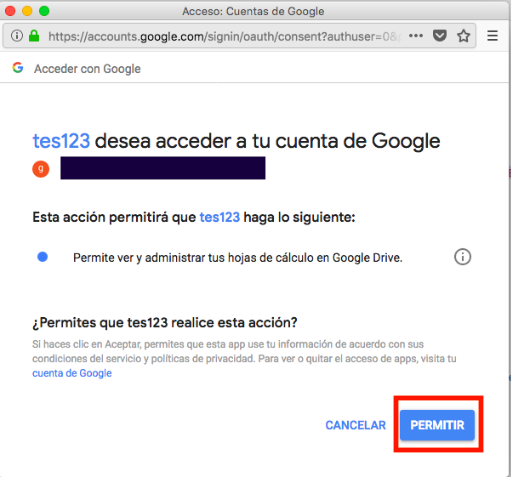 Acceso: Cuentas de Google
https://accounts.google.com/signin/oauth/consent?authuser=0&
G Acceder con Google
tes123 desea acceder a tu cuenta de Google
g
Esta acción permitirá que tes123 haga lo siguiente:
Permite ver y administrar tus hojas de cálculo en Google Drive.
¿Permites que tes123 realice esta acción?
Si haces clic en Aceptar, permites que esta app use tu información de acuerdo con sus
condiciones del servicio y políticas de privacidad. Para ver o quitar el acceso de apps, visita tu
cuenta de Google
CANCELAR PERMITIR